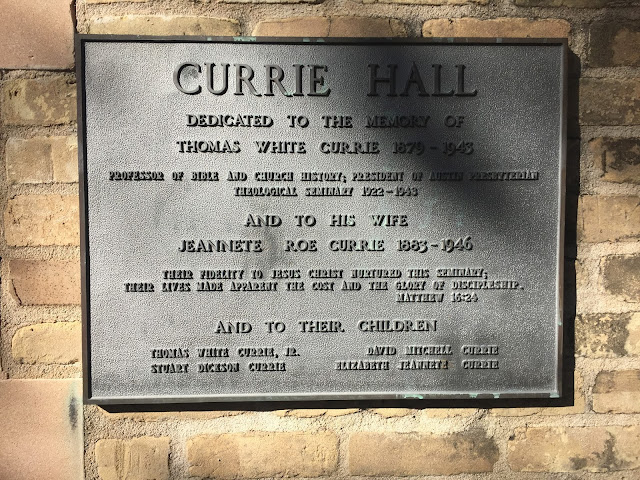 CURRIE HALL
DEDICATED TO THE MEMORY OF
THOMAS WHITE CURRIE 1879-1943
PROFESSOR OF BIBLE AND CHURCH HISTORY; PRESIDENT OF AUSTIN PRESBYTERIAN
THEOLOGICAL SEMINARY 1922-1943
AND TO HIS WIFE
JEANNETE ROE CURRIE 1883-1946
THEIR FIDELITY TO JESUS CHRIST NURTURED THIS SEMINARY;
THEIR LIVES MADE APPARENT THE COST AND THE GLORY OF DISCIPLESHIP.
MATTHEW 16:24
AND TO THEIR CHILDREN
THOMAS WHITE CURRIE, JR. DAVID MITCHELL CURRIE
STUART DICKSON CURRIE ELIZABETH JEANNETE CURRIE